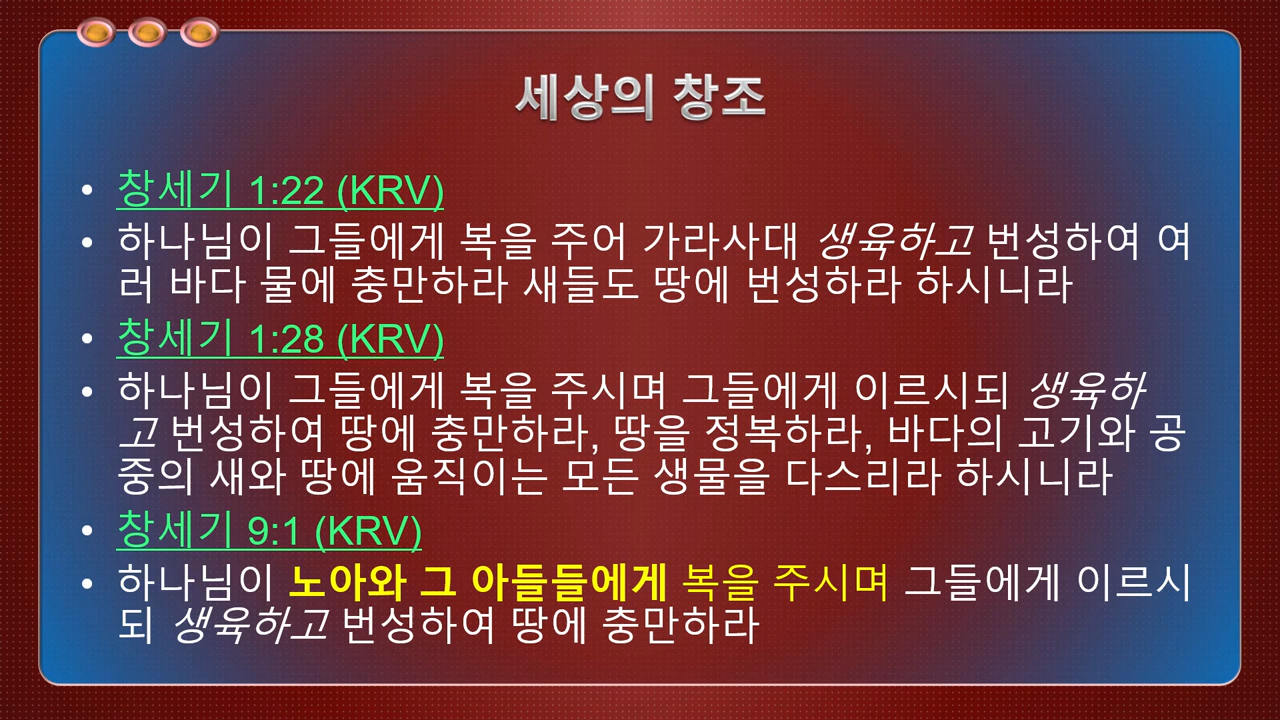 세상의 창조
• 창세기 1:22 (KRV)
• 하나님이 그들에게 복을 주어 가라사대 생육하고 번성하여 여
러 바다 물에 충만하라 새들도 땅에 번성하라 하시니라
• 창세기 1:28 (KRV)
• 하나님이 그들에게 복을 주시며 그들에게 이르시되 생육하
고 번성하여 땅에 충만하라, 땅을 정복하라, 바다의 고기와 공
중의 새와 땅에 움직이는 모든 생물을 다스리라 하시니라
• 창세기 9:1 (KRV)
• 하나님이 노아와 그 아들들에게 복을 주시며 그들에게 이르시
되 생육하고 번성하여 땅에 충만하라